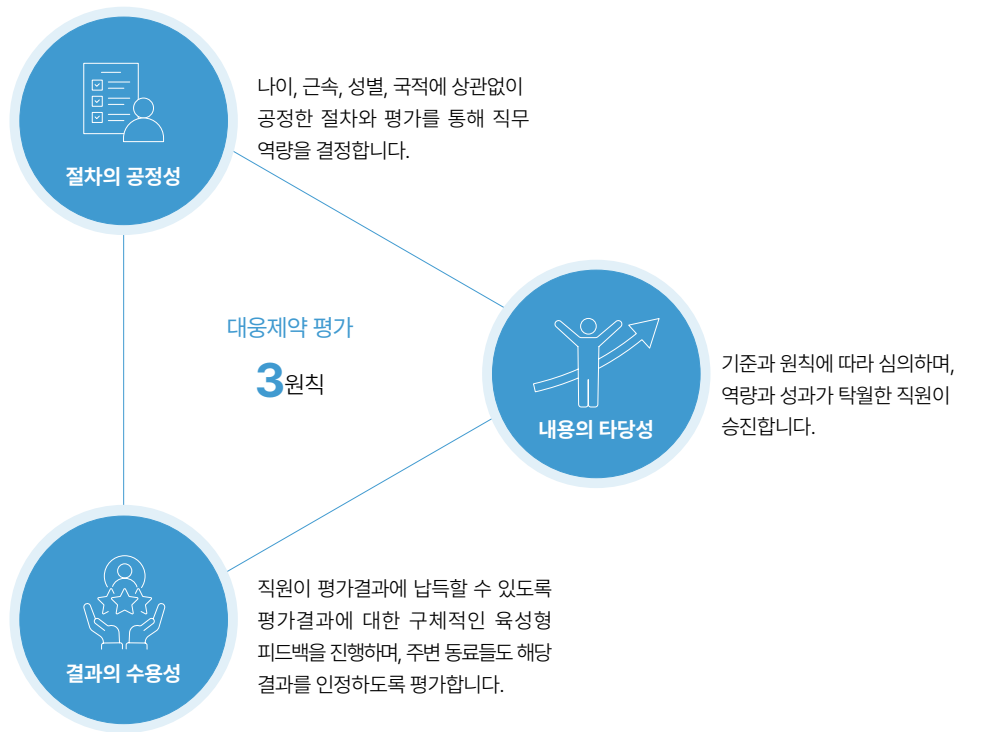 절차의 공정성
나이, 근속, 성별, 국적에 상관없이
공정한 절차와 평가를 통해 직무
역량을 결정합니다.
대웅제약 평가
3원칙
내용의 타당성
기준과 원칙에 따라 심의하며,
역량과 성과가 탁월한 직원이
승진합니다.
결과의 수용성
직원이 평가결과에 납득할 수 있도록
평가결과에 대한 구체적인 육성형
피드백을 진행하며, 주변 동료들도 해당
결과를 인정하도록 평가합니다.